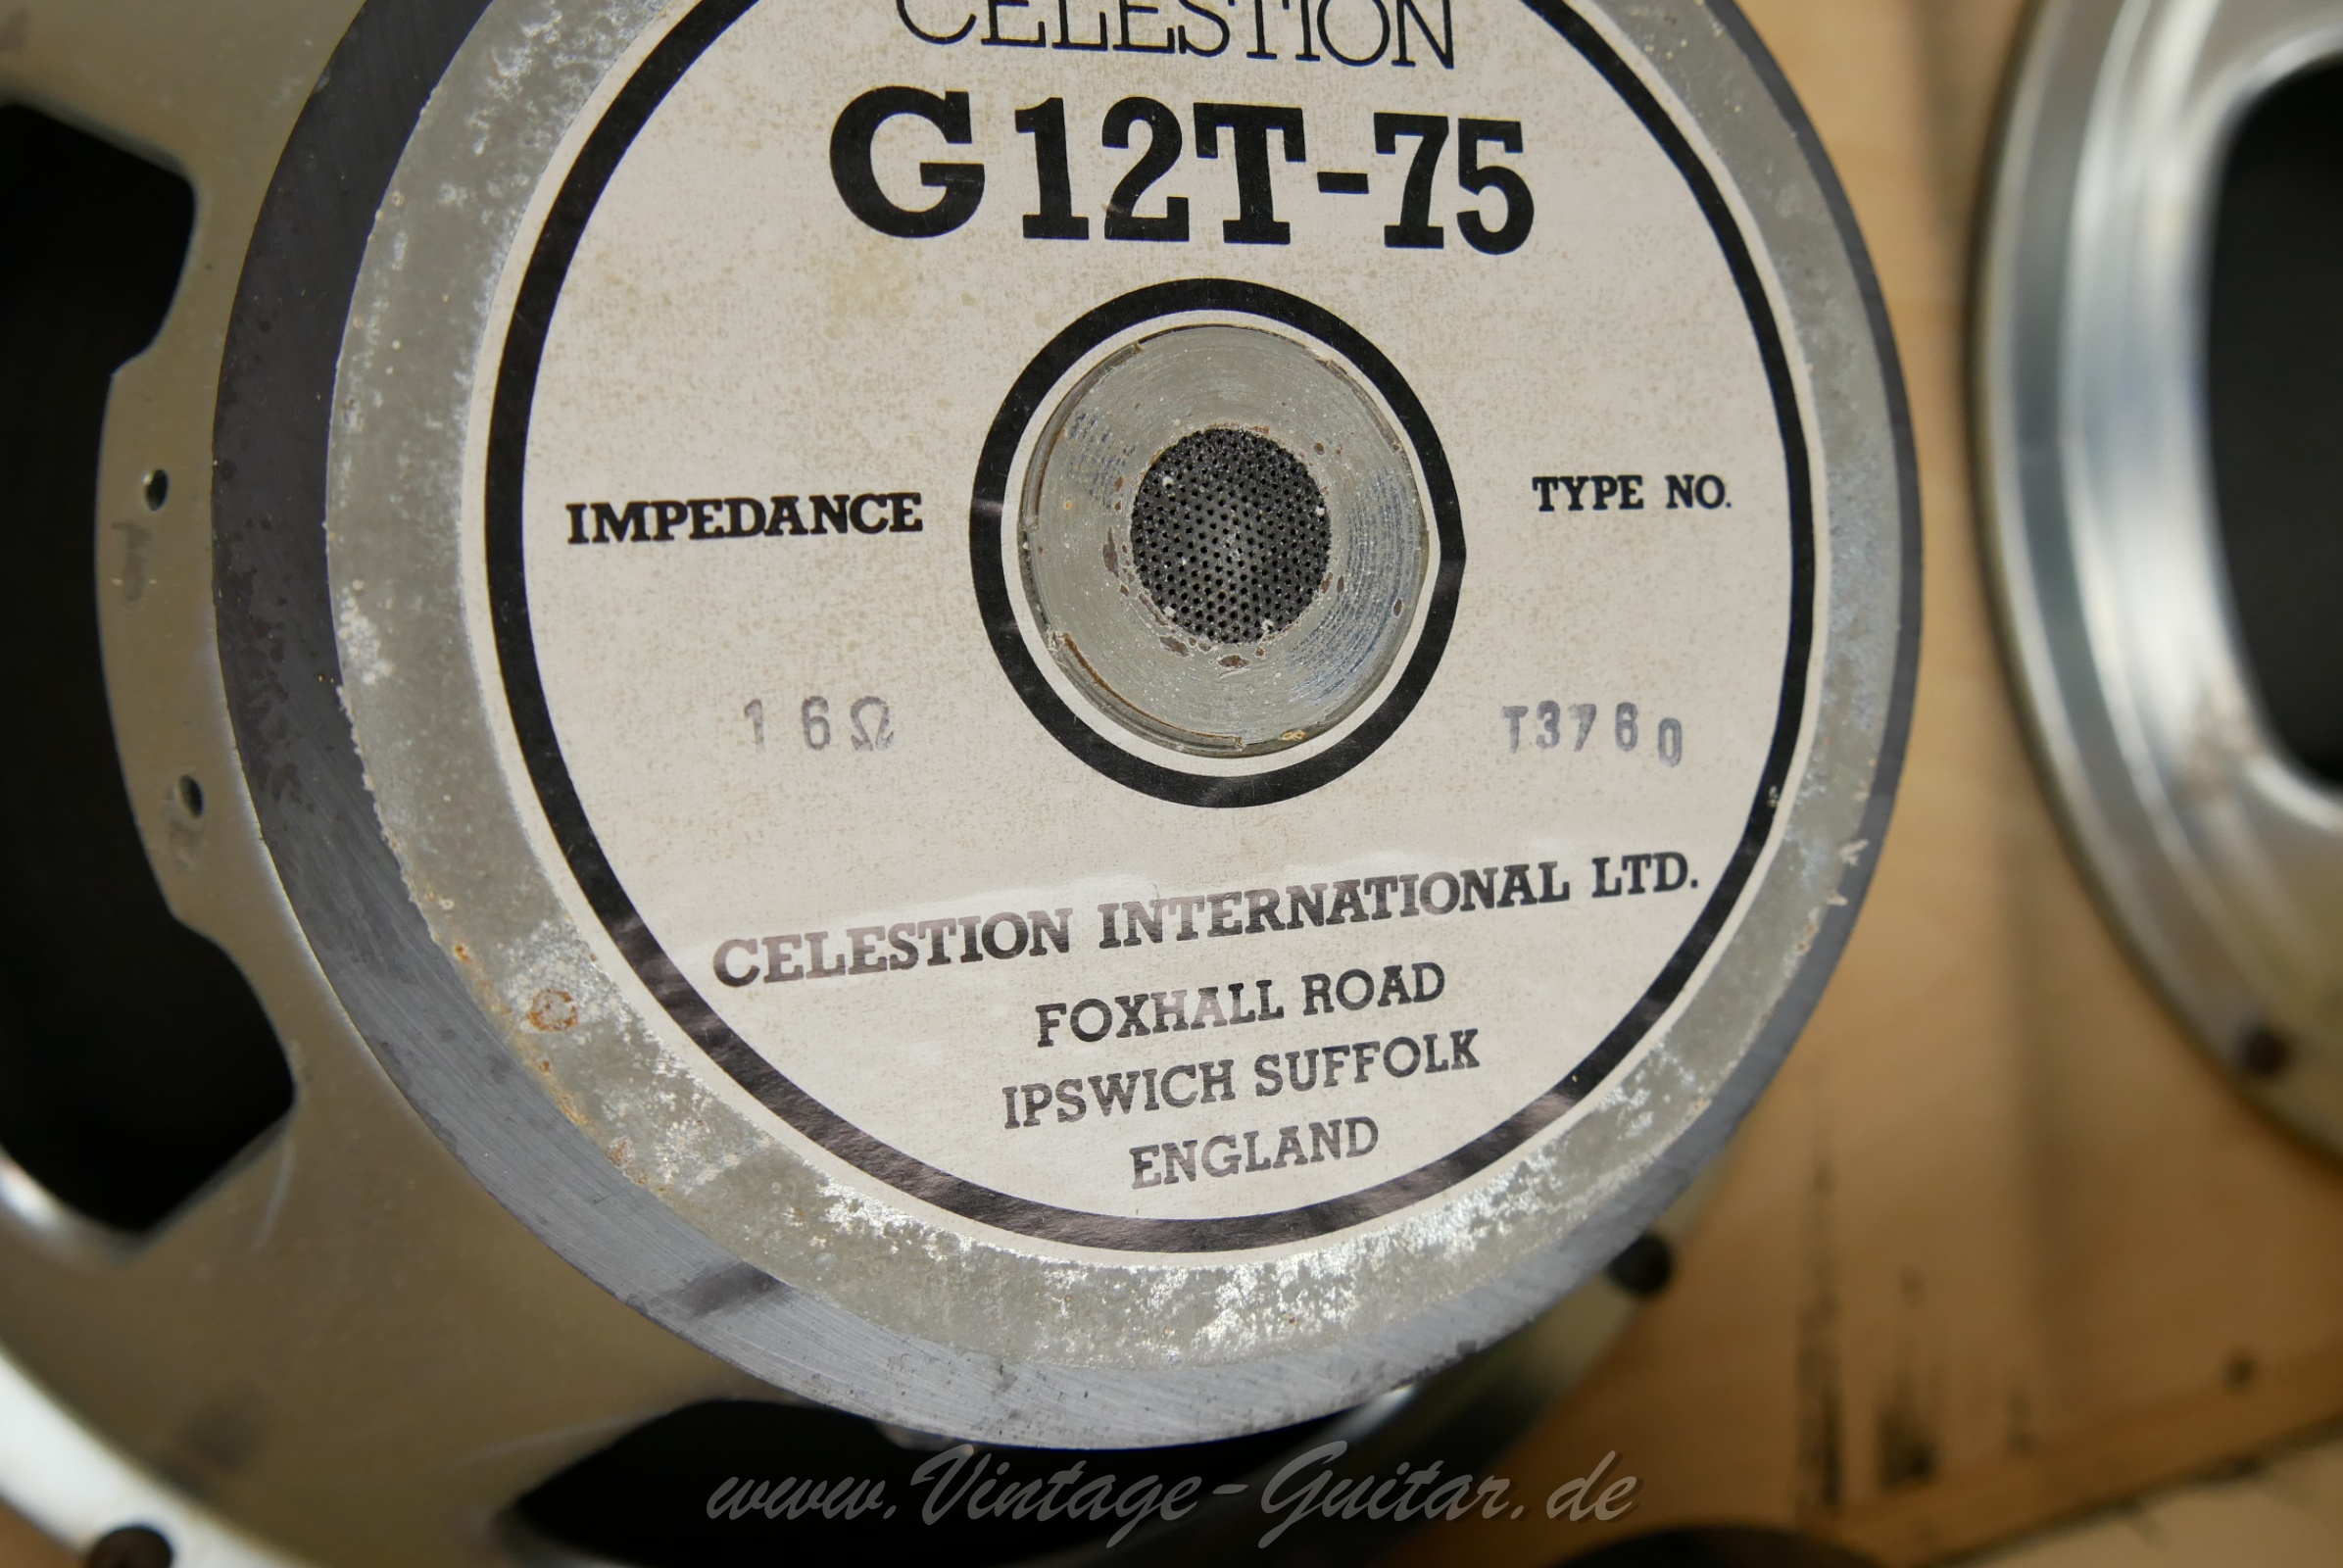 CELESTION
G12T-75
IMPEDANCE
TYPE NO.
16Ω
T3760
CELESTION INTERNATIONAL LTD.
FOXHALL ROAD
IPSWICH SUFFOLK
ENGLAND
www.Vintage-Guitar.de